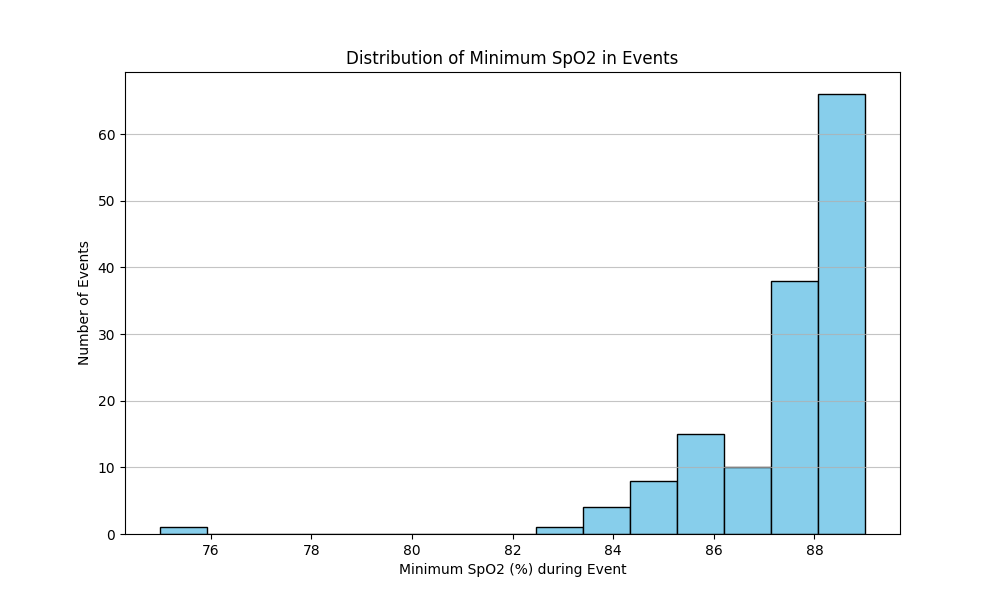 Distribution of Minimum SpO2 in Events
Number of Events
60
50
40
30
20
10
0
76 78 80 82 84 86 88
Minimum SpO2 (%) during Event